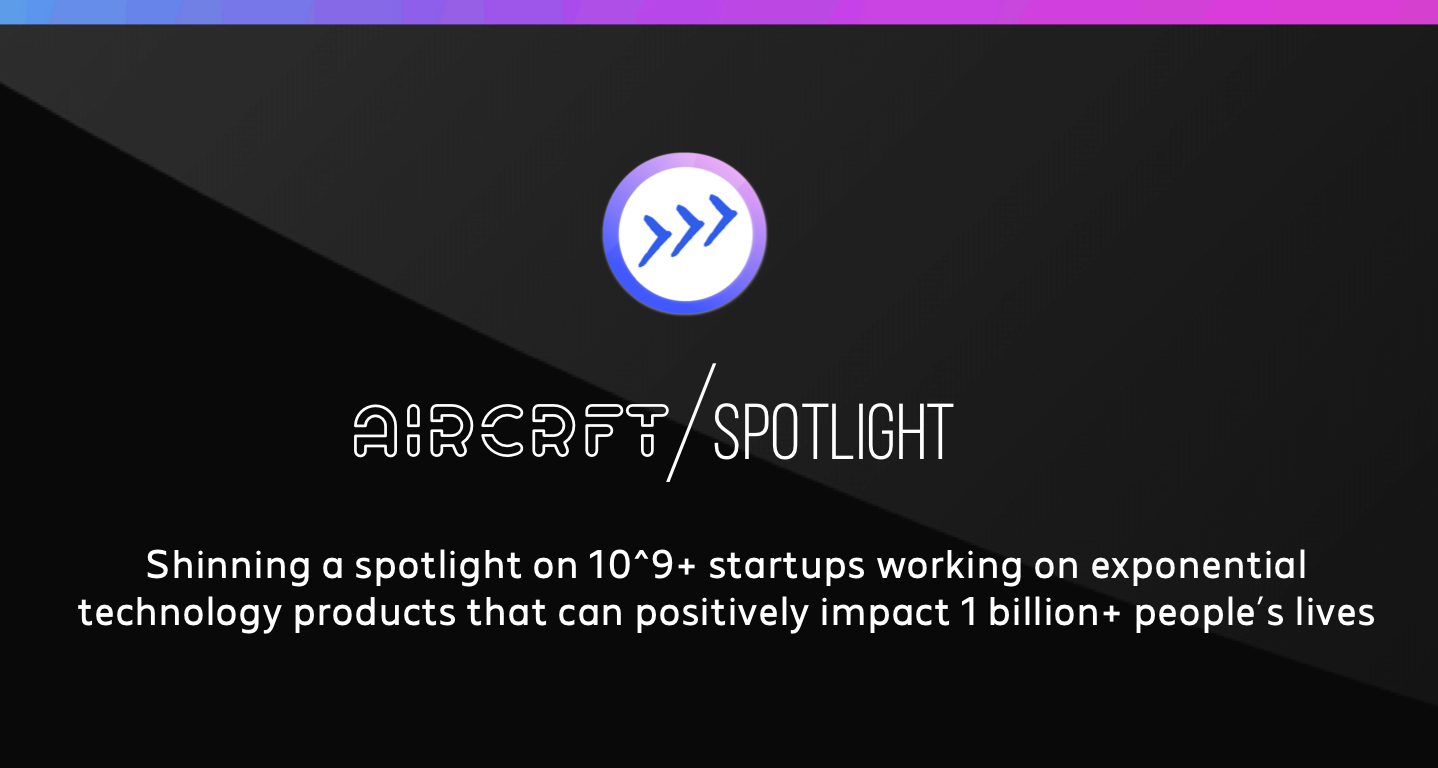 AIRCRFT/SPOTLIGHT
Shinning a spotlight on 10^9+ startups working on exponential
technology products that can positively impact 1 billion+ people's lives